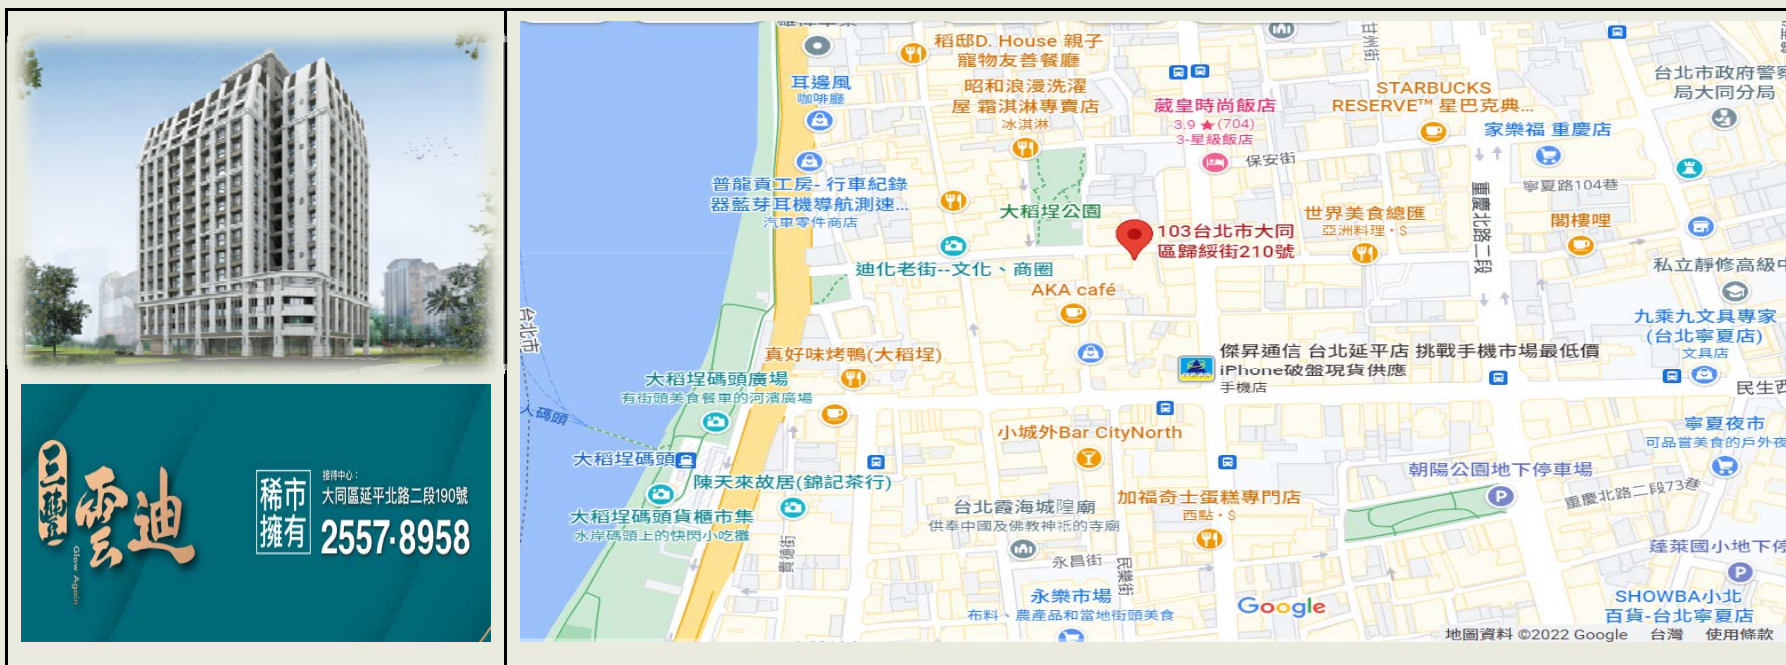 三豐
雲迪
Glow Again
稀市
擁有
接待中心：
大同區延平北路二段190號
2557·8958
稻邸D. House 親子
寵物友善餐廳
甘州街
耳邊風
咖啡廳
昭和浪漫洗濯
屋 霜淇淋專賣店
冰淇淋
葳皇時尚飯店
3.9 ★ (704)
3-星級飯店
STARBUCKS
RESERVE™ 星巴克典...
台北市政府警察
局大同分局
家樂福 重慶店
保安街
寧夏路104巷
普龍貢工房- 行車紀錄
器藍芽耳機導航測速...
汽車零件商店
大稻埕公園
103台北市大同
區歸綏街210號
世界美食總匯
亞洲料理・$
重慶北路二段
閣樓哩
迪化老街--文化、商圈
AKA café
私立靜修高級中
台北市
九乘九文具專家
(台北寧夏店)
文具店
真好味烤鴨(大稻埕)
傑昇通信 台北延平店 挑戰手機市場最低價
iPhone破盤現貨供應
手機店
大稻埕碼頭廣場
有街頭美食餐車的河濱廣場
民生西
人碼頭
小城外Bar CityNorth
寧夏夜市
可品嘗美食的戶外夜
大稻埕碼頭
陳天來故居(錦記茶行)
朝陽公園地下停車場
重慶北路二段73巷
大稻埕碼頭貨櫃市集
水岸碼頭上的快閃小吃攤
台北霞海城隍廟
供奉中國及佛教神祇的寺廟
加福奇士蛋糕專門店
西點・$
貴德街
永昌街
民樂街
蓬萊國小地下停
永樂市場
布料、農產品和當地街頭美食
Google
SHOWBA小北
百貨-台北寧夏店
地圖資料 ©2022 Google 台灣 使用條款